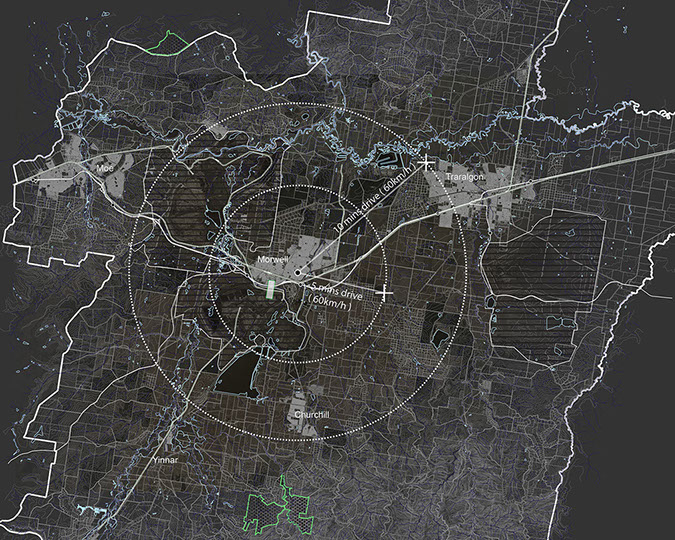 Moe
Traralgon
10 mins drive ( 60km/h )
Morwell
5 mins drive
( 60km/h )
Churchill
Yinnar